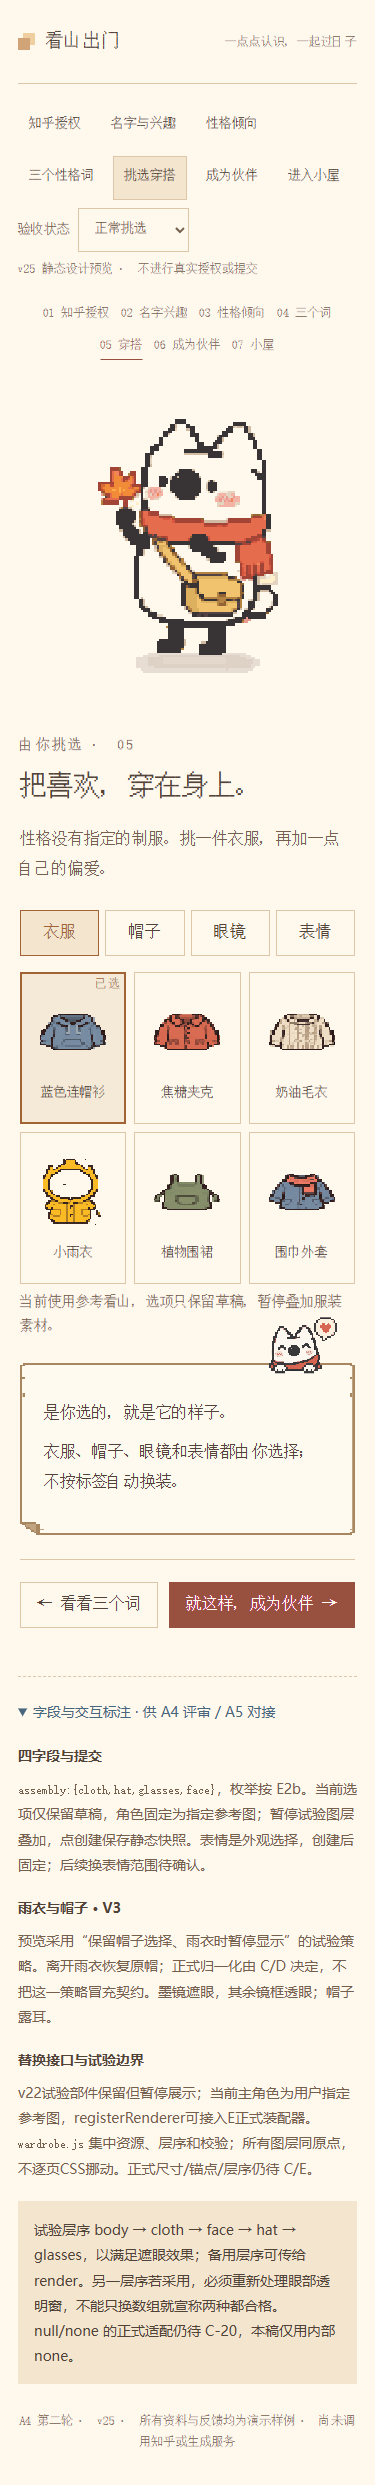 看山出门
一点点认识，一起过日子
知乎授权 名字与兴趣 性格倾向
三个性格词 挑选穿搭 成为伙伴 进入小屋
验收状态 正常挑选
v25 静态设计预览 · 不进行真实授权或提交
01 知乎授权 02 名字兴趣 03 性格倾向 04 三个词
05 穿搭 06 成为伙伴 07 小屋
由你挑选 · 05
把喜欢，穿在身上。
性格没有指定的制服。挑一件衣服，再加一点
自己的偏爱。
衣服 帽子 眼镜 表情
已选
蓝色连帽衫 焦糖夹克 奶油毛衣
小雨衣 植物围裙 围巾外套
当前使用参考看山，选项只保留草稿，暂停叠加服装
素材。
是你选的，就是它的样子。
衣服、帽子、眼镜和表情都由你选择；
不按标签自动换装。
← 看看三个词 就这样，成为伙伴 →
▼ 字段与交互标注 · 供 A4 评审 / A5 对接
四字段与提交
assembly:{cloth,hat,glasses,face}，枚举按 E2b。当前选
项仅保留草稿，角色固定为指定参考图；暂停试验图层
叠加，点创建保存静态快照。表情是外观选择，创建后
固定；后续换表情范围待确认。
雨衣与帽子 • V3
预览采用“保留帽子选择、雨衣时暂停显示”的试验策
略。离开雨衣恢复原帽；正式归一化由 C/D 决定，不
把这一策略冒充契约。墨镜遮眼，其余镜框透眼；帽子
露耳。
替换接口与试验边界
v22试验部件保留但暂停展示；当前主角色为用户指定
参考图，registerRenderer可接入E正式装配器。
wardrobe.js 集中资源、层序和校验；所有图层同原点，
不逐页CSS挪动。正式尺寸/锚点/层序仍待 C/E。
试验层序 body → cloth → face → hat →
glasses，以满足遮眼效果；备用层序可传给
render。另一层序若采用，必须重新处理眼部透
明窗，不能只换数组就宣称两种都合格。
null/none 的正式适配仍待 C-20，本稿仅用内部
none。
A4 第二轮 · v25 · 所有资料与反馈均为演示样例 · 尚未调
用知乎或生成服务